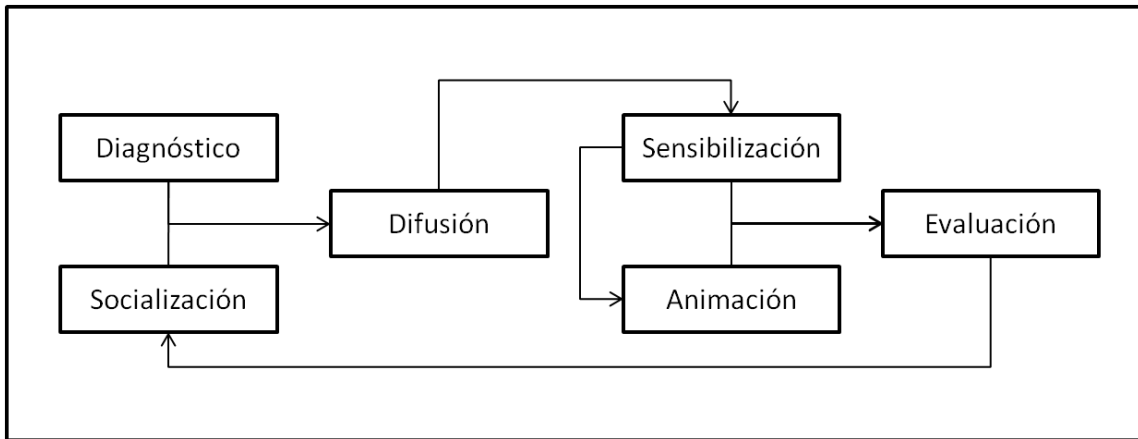 Diagnóstico
Socialización
Difusión
Sensibilización
Animación
Evaluación